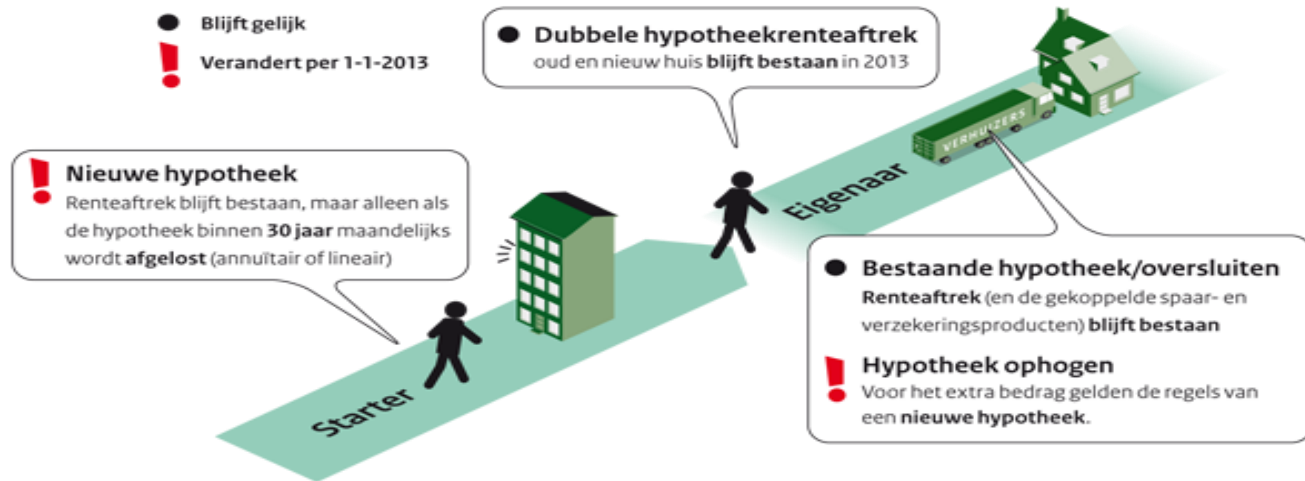 Blijft gelijk
Verandert per 1-1-2013
Dubbele hypotheekrenteaftrek
oud en nieuw huis blijft bestaan in 2013
VERHUIZERS
Nieuwe hypotheek
Renteaftrek blijft bestaan, maar alleen als
de hypotheek binnen 30 jaar maandelijks
wordt afgelost (annuïtair of lineair)
Eigenaar
Starter
Bestaande hypotheek/oversluiten
Renteaftrek (en de gekoppelde spaar- en
verzekeringsproducten) blijft bestaan
Hypotheek ophogen
Voor het extra bedrag gelden de regels van
een nieuwe hypotheek.